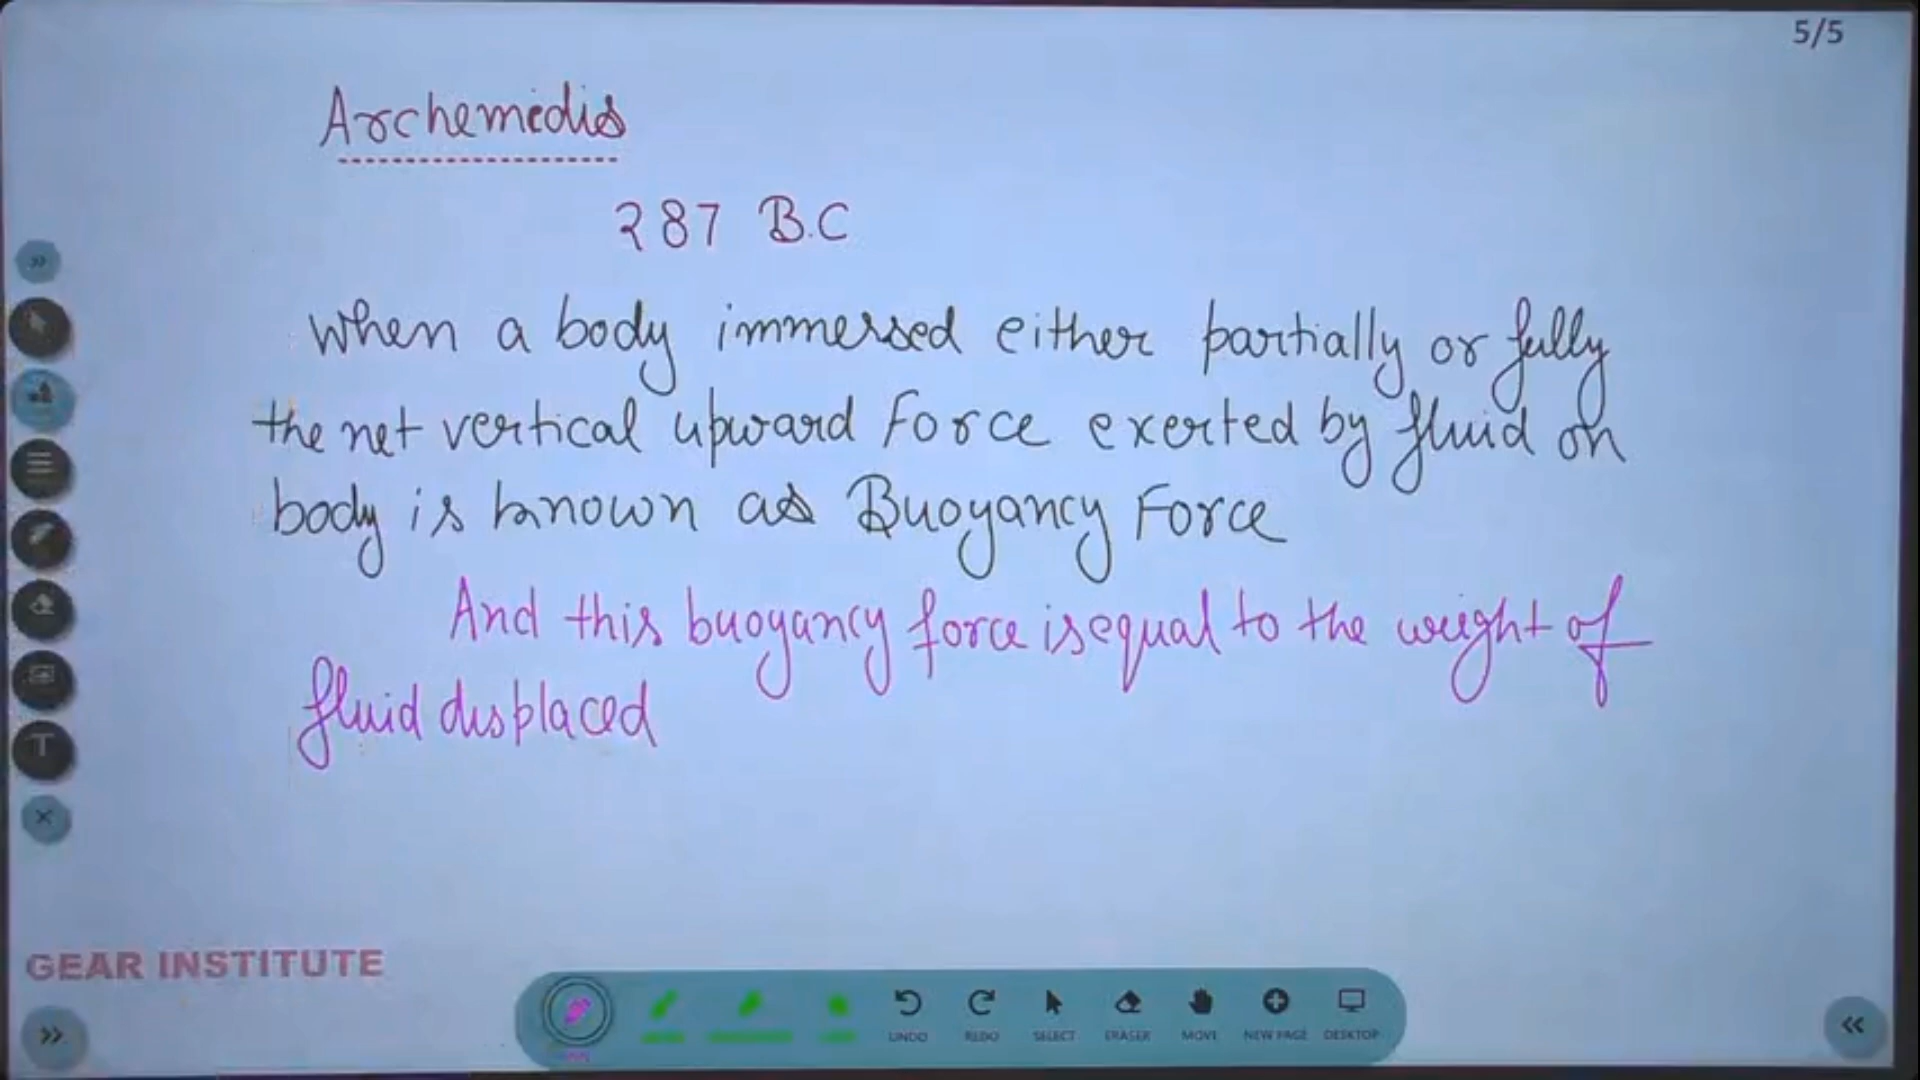 5/5
Archemedis
287 B.C
When a body immersed either partially or fully
the net vertical upward Force exerted by fluid on
body is known as Buoyancy Force
And this buoyancy force is equal to the weight of
fluid displaced
T
GEAR INSTITUTE
UNDO REDO SELECT ERASER MOVE NEW PAGE DESKTOP